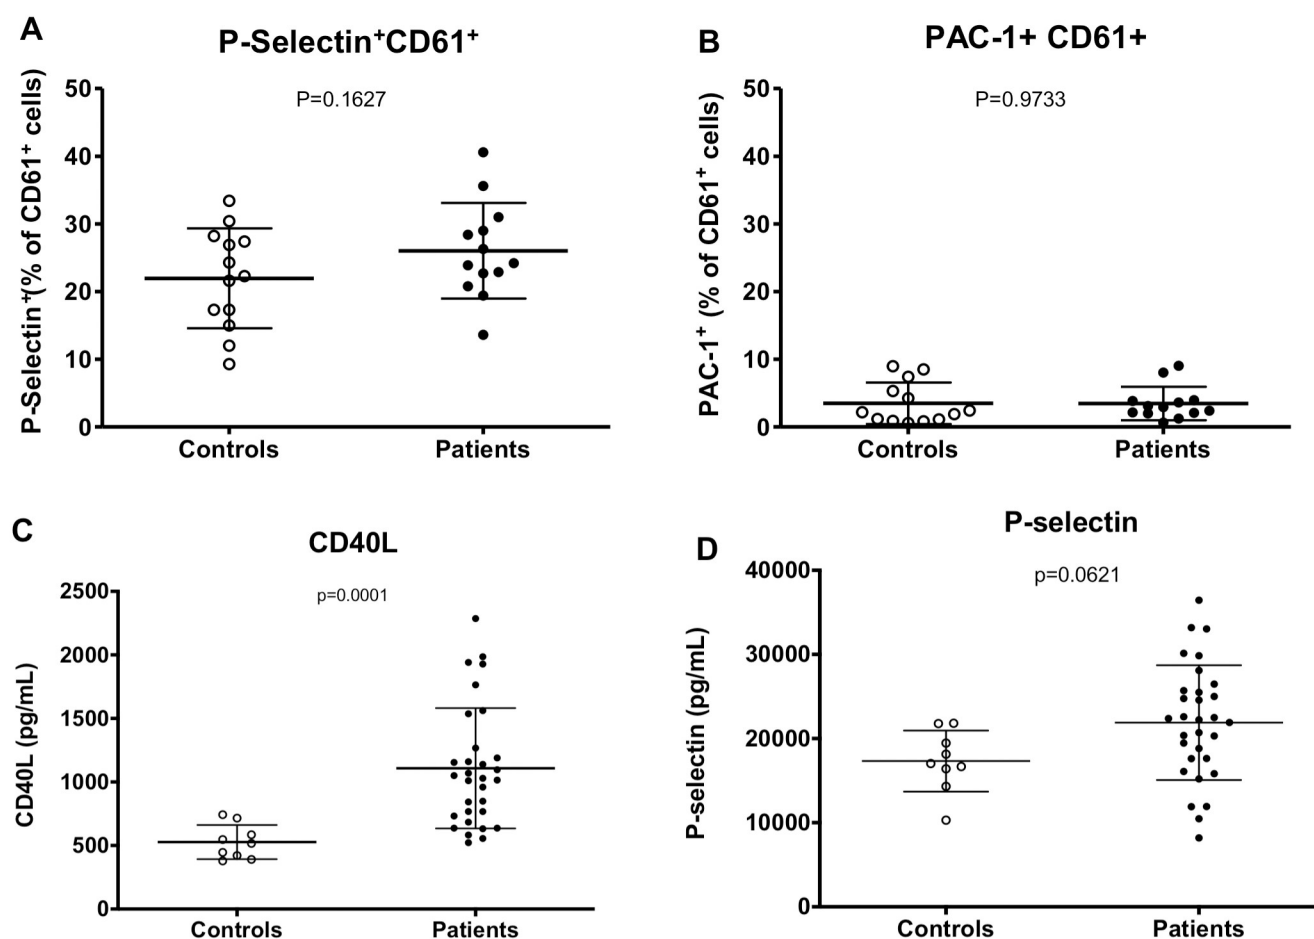 A
P-Selectin⁺CD61⁺
P-Selectin⁺(% of CD61⁺ cells)
P=0.1627
50
40
30
20
10
0
Controls Patients
B
PAC-1+ CD61+
PAC-1⁺ (% of CD61⁺ cells)
P=0.9733
50
40
30
20
10
0
Controls Patients
C
CD40L
CD40L (pg/mL)
p=0.0001
2500
2000
1500
1000
500
0
Controls Patients
D
P-selectin
P-selectin (pg/mL)
p=0.0621
40000
30000
20000
10000
0
Controls Patients